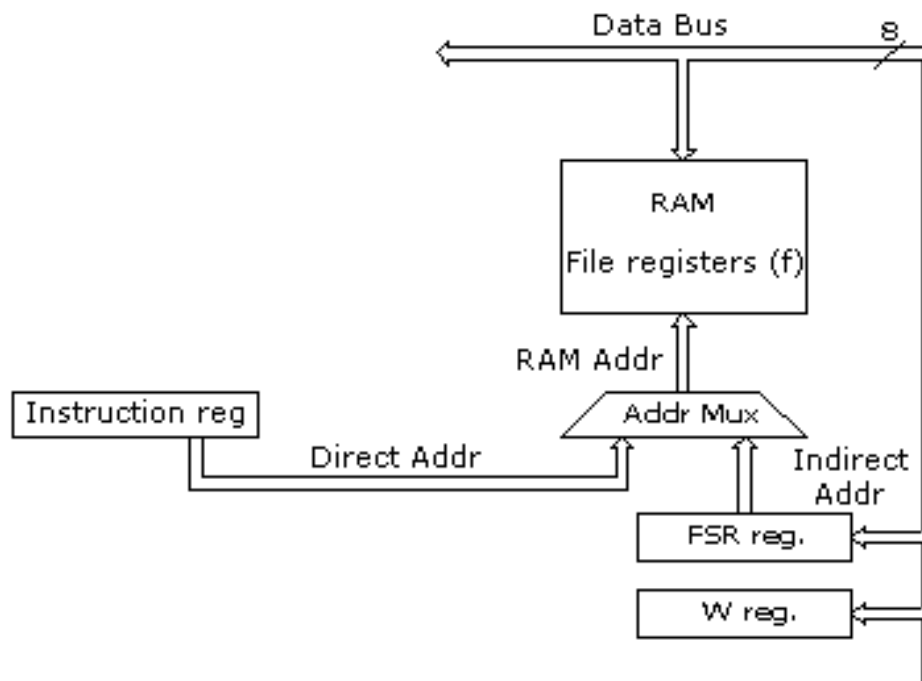 Data Bus
8
RAM
File registers (f)
RAM Addr
Instruction reg
Addr Mux
Direct Addr
Indirect
Addr
FSR reg.
W reg.